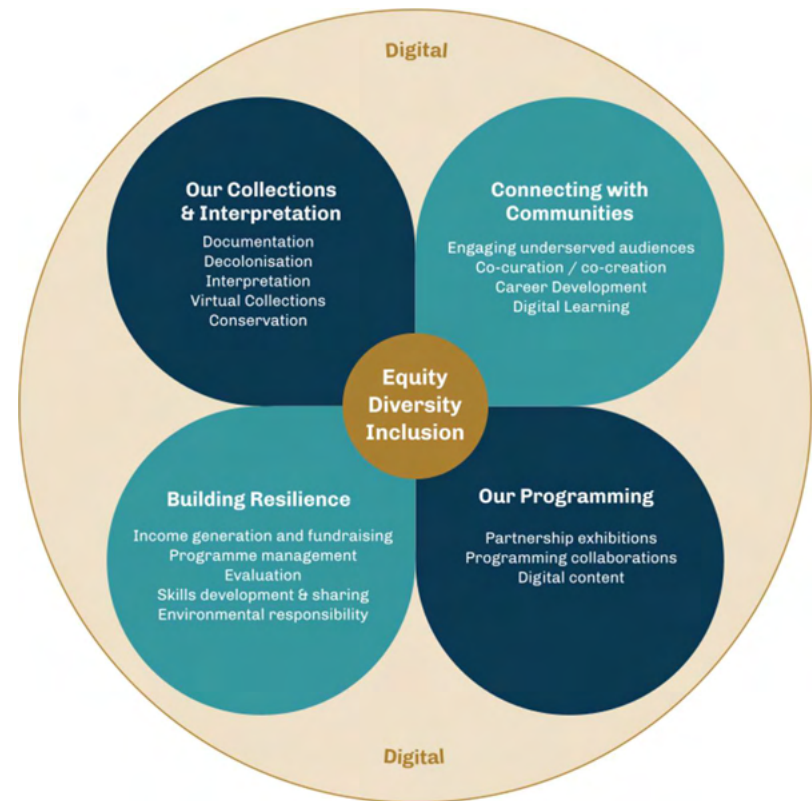 Digital
Our Collections
& Interpretation
Documentation
Decolonisation
Interpretation
Virtual Collections
Conservation
Connecting with
Communities
Engaging underserved audiences
Co-curation / co-creation
Career Development
Digital Learning
Equity
Diversity
Inclusion
Building Resilience
Income generation and fundraising
Programme management
Evaluation
Skills development & sharing
Environmental responsibility
Our Programming
Partnership exhibitions
Programming collaborations
Digital content
Digital